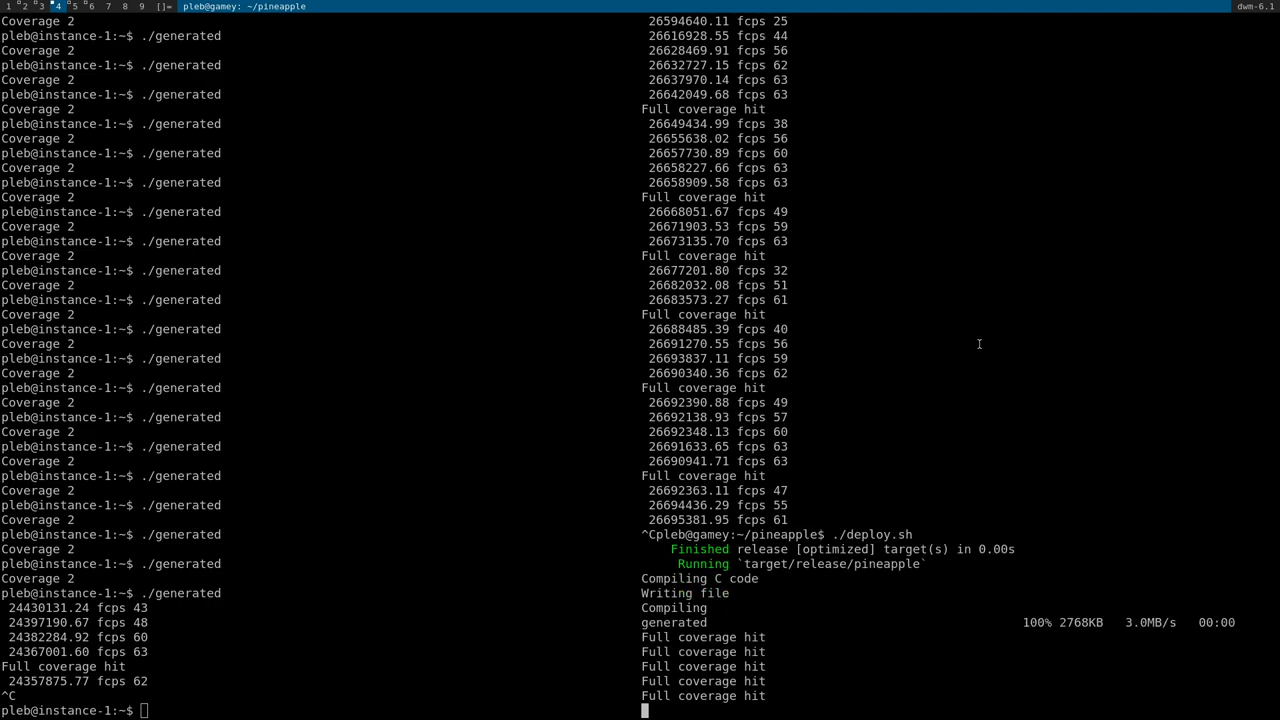 1 2 3 4 5 6 7 8 9 []= pleb@gamey: ~/pineapple dwm-6.1
Coverage 2
pleb@instance-1:~$ ./generated
Coverage 2
pleb@instance-1:~$ ./generated
Coverage 2
pleb@instance-1:~$ ./generated
Coverage 2
pleb@instance-1:~$ ./generated
Coverage 2
pleb@instance-1:~$ ./generated
Coverage 2
pleb@instance-1:~$ ./generated
Coverage 2
pleb@instance-1:~$ ./generated
Coverage 2
pleb@instance-1:~$ ./generated
Coverage 2
pleb@instance-1:~$ ./generated
Coverage 2
pleb@instance-1:~$ ./generated
Coverage 2
pleb@instance-1:~$ ./generated
Coverage 2
pleb@instance-1:~$ ./generated
Coverage 2
pleb@instance-1:~$ ./generated
Coverage 2
pleb@instance-1:~$ ./generated
Coverage 2
pleb@instance-1:~$ ./generated
Coverage 2
pleb@instance-1:~$ ./generated
Coverage 2
pleb@instance-1:~$ ./generated
Coverage 2
pleb@instance-1:~$ ./generated
Coverage 2
pleb@instance-1:~$ ./generated
Coverage 2
pleb@instance-1:~$ ./generated
Coverage 2
pleb@instance-1:~$ ./generated
24430131.24 fcps 43
24397190.67 fcps 48
24382284.92 fcps 60
24367001.60 fcps 63
Full coverage hit
24357875.77 fcps 62
^C
pleb@instance-1:~$
26594640.11 fcps 25
26616928.55 fcps 44
26628469.91 fcps 56
26632727.15 fcps 62
26637970.14 fcps 63
26642049.68 fcps 63
Full coverage hit
26649434.99 fcps 38
26655638.02 fcps 56
26657730.89 fcps 60
26658227.66 fcps 63
26658909.58 fcps 63
Full coverage hit
26668051.67 fcps 49
26671903.53 fcps 59
26673135.70 fcps 63
Full coverage hit
26677201.80 fcps 32
26682032.08 fcps 51
26683573.27 fcps 61
Full coverage hit
26688485.39 fcps 40
26691270.55 fcps 56
26693837.11 fcps 59
26690340.36 fcps 62
Full coverage hit
26692390.88 fcps 49
26692138.93 fcps 57
26692348.13 fcps 60
26691633.65 fcps 63
26690941.71 fcps 63
Full coverage hit
26692363.11 fcps 47
26694436.29 fcps 55
26695381.95 fcps 61
^Cpleb@gamey:~/pineapple$ ./deploy.sh
Finished release [optimized] target(s) in 0.00s
Running `target/release/pineapple`
Compiling C code
Writing file
Compiling
generated 100% 2768KB 3.0MB/s 00:00
Full coverage hit
Full coverage hit
Full coverage hit
Full coverage hit
Full coverage hit